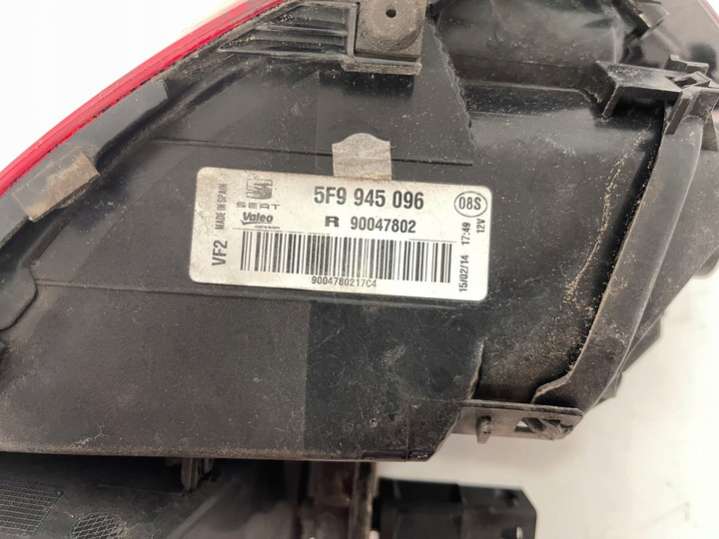 MADE IN SPAIN
VF2
SEAT
Valeo
5F9 945 096
R 90047802
9004780217C4
08S
12V
15/02/14 17:49